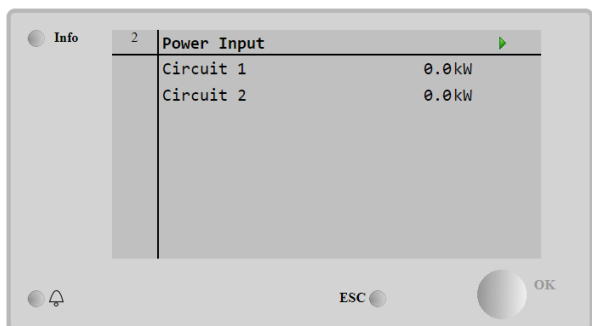 Info
2 Power Input
Circuit 1 0.0kW
Circuit 2 0.0kW
ESC
OK